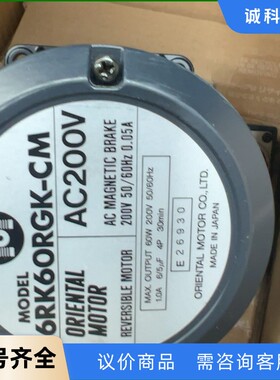 诚科
MODEL
6RK60RGK-CM
ORIENTAL
MOTOR
REVERSIBLE MOTOR
AC200V
AC MAGNETIC BRAKE
200V 50/60Hz 0.05A
MAX. OUTPUT 60W 200V 50/60Hz
1.0A 6/5μF 4P 30min
E26930
ORIENTAL MOTOR CO., LTD.
MADE IN JAPAN
号齐全
议价商品
需咨询客